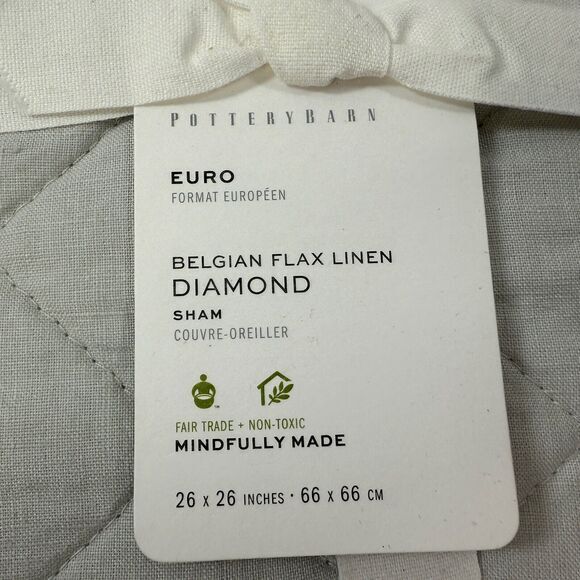 POTTERYBARN
EURO
FORMAT EUROPÉEN
BELGIAN FLAX LINEN
DIAMOND
SHAM
COUVRE-OREILLER
FAIR TRADE + NON-TOXIC
MINDFULLY MADE
26 X 26 INCHES · 66 X 66 CM